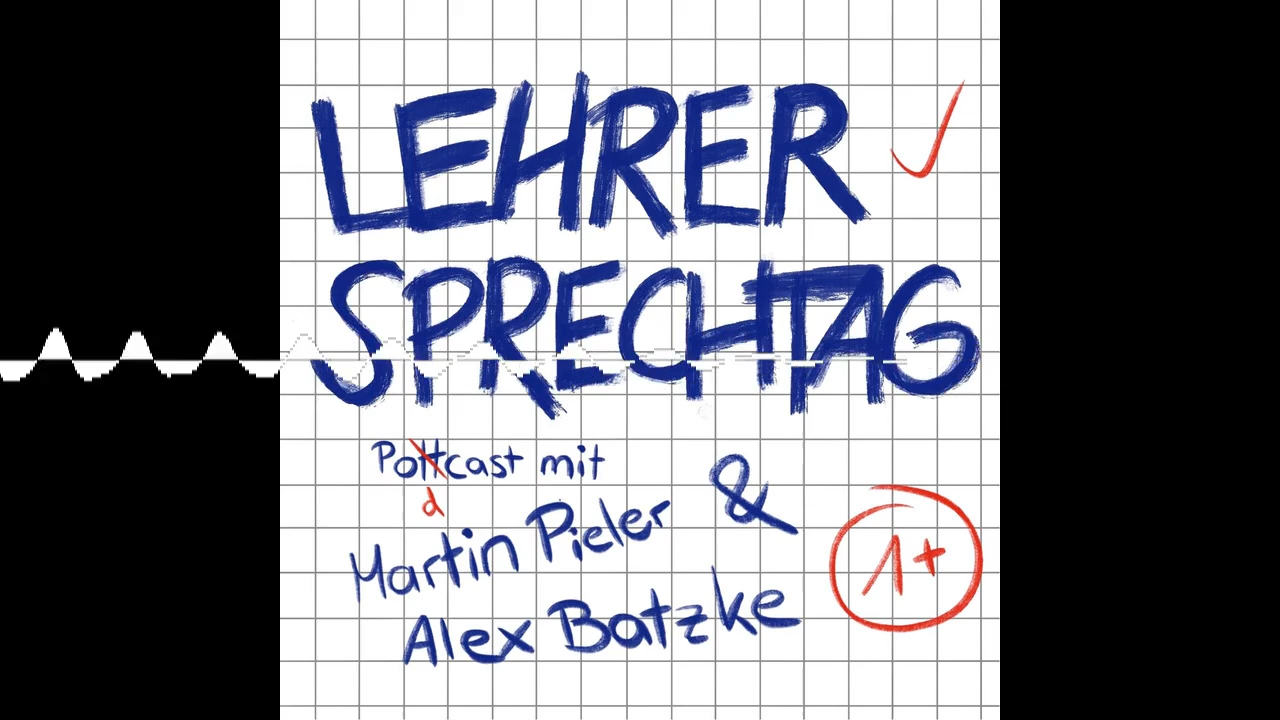 LEHRER
SPRECHTAG
Pottcast mit
d
Martin Pieler &
Alex Batzke
1+